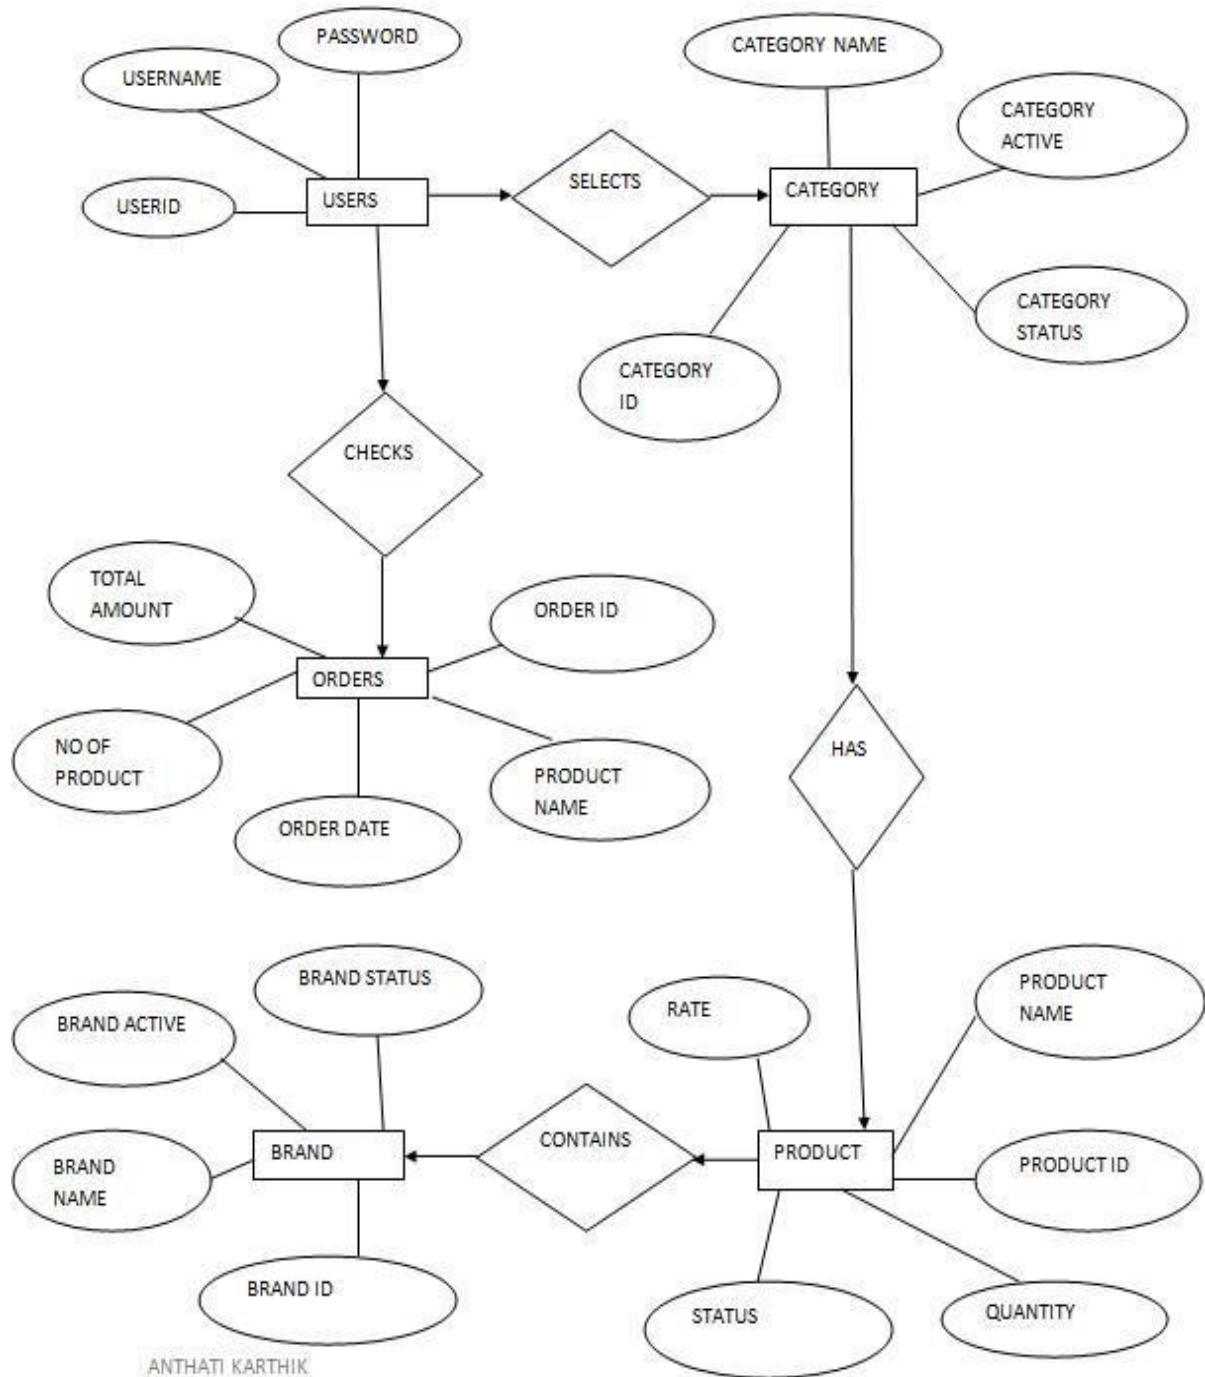 PASSWORD
USERNAME
USERID
USERS
SELECTS
CATEGORY NAME
CATEGORY
ACTIVE
CATEGORY
CATEGORY
STATUS
CATEGORY
ID
CHECKS
TOTAL
AMOUNT
ORDER ID
ORDERS
NO OF
PRODUCT
ORDER DATE
PRODUCT
NAME
HAS
BRAND STATUS
BRAND ACTIVE
BRAND
BRAND
NAME
BRAND ID
CONTAINS
RATE
PRODUCT
NAME
PRODUCT
PRODUCT ID
STATUS
QUANTITY
ANTHATI KARTHIK